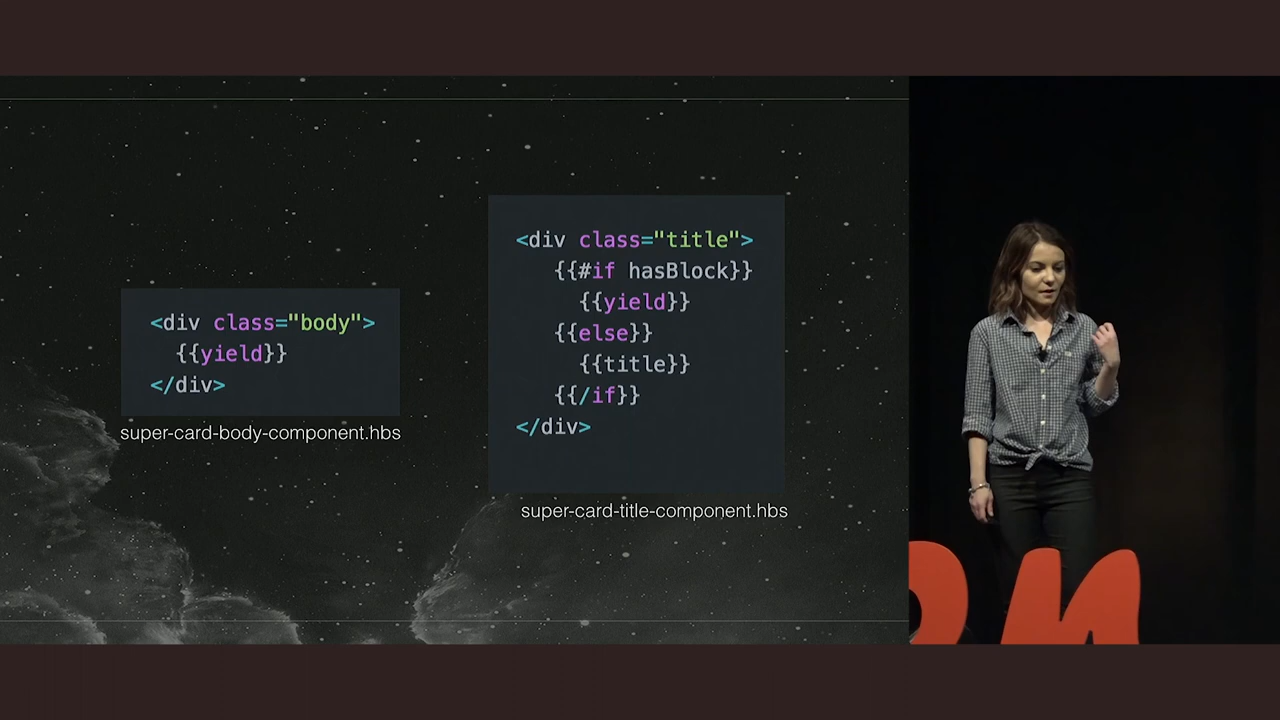 <div class="body">
{{yield}}
</div>
super-card-body-component.hbs
<div class="title">
{{#if hasBlock}}
{{yield}}
{{else}}
{{title}}
{{/if}}
</div>
super-card-title-component.hbs